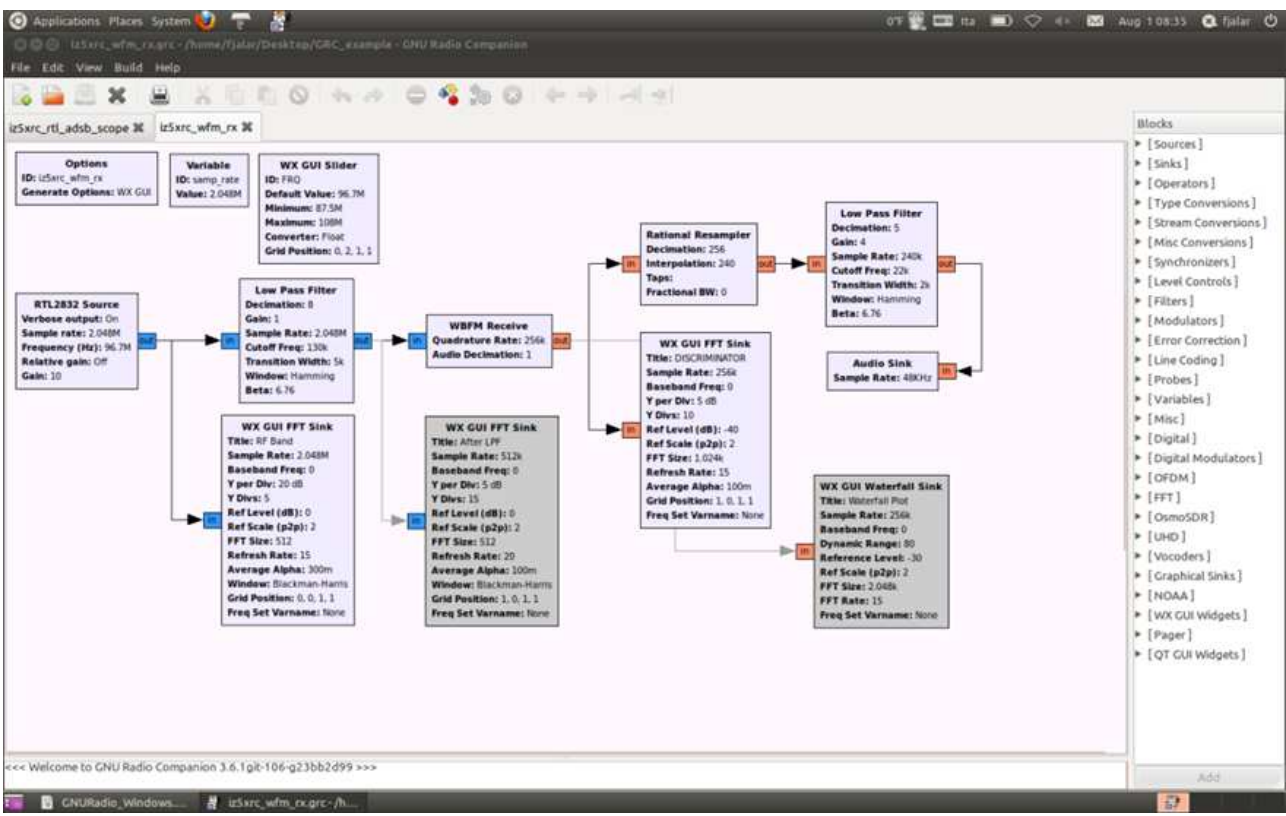 Applications Places System
0°F
Ita
Aug 1 08:35
fjalar
iz5xrc_wfm_rx.grc - /home/fjalar/Desktop/GRC_example - GNU Radio Companion
File Edit View Build Help
iz5xrc_rtl_adsb_scope
iz5xrc_wfm_rx
Options
ID: iz5xrc_wfm_rx
Generate Options: WX GUI
Variable
ID: samp_rate
Value: 2.048M
WX GUI Slider
ID: FRQ
Default Value: 96.7M
Minimum: 87.5M
Maximum: 108M
Converter: Float
Grid Position: 0, 2, 1, 1
RTL2832 Source
Verbose output: On
Sample rate: 2.048M
Frequency (Hz): 96.7M
Relative gain: Off
Gain: 10
out
in
Low Pass Filter
Decimation: 8
Gain: 1
Sample Rate: 2.048M
Cutoff Freq: 130k
Transition Width: 5k
Window: Hamming
Beta: 6.76
out
in
WBFM Receive
Quadrature Rate: 256k
Audio Decimation: 1
out
in
Rational Resampler
Decimation: 256
Interpolation: 240
Taps:
Fractional BW: 0
out
in
Low Pass Filter
Decimation: 5
Gain: 4
Sample Rate: 240k
Cutoff Freq: 22k
Transition Width: 2k
Window: Hamming
Beta: 6.76
out
Audio Sink
Sample Rate: 48KHz
in
in
WX GUI FFT Sink
Title: RF Band
Sample Rate: 2.048M
Baseband Freq: 0
Y per Div: 20 dB
Y Divs: 5
Ref Level (dB): 0
Ref Scale (p2p): 2
FFT Size: 512
Refresh Rate: 15
Average Alpha: 300m
Window: Blackman-Harris
Grid Position: 0, 0, 1, 1
Freq Set Varname: None
in
WX GUI FFT Sink
Title: After LPF
Sample Rate: 512k
Baseband Freq: 0
Y per Div: 5 dB
Y Divs: 15
Ref Level (dB): 0
Ref Scale (p2p): 2
FFT Size: 512
Refresh Rate: 20
Average Alpha: 100m
Window: Blackman-Harris
Grid Position: 1, 0, 1, 1
Freq Set Varname: None
in
WX GUI FFT Sink
Title: DISCRIMINATOR
Sample Rate: 256k
Baseband Freq: 0
Y per Div: 5 dB
Y Divs: 10
Ref Level (dB): -40
Ref Scale (p2p): 2
FFT Size: 1.024k
Refresh Rate: 15
Average Alpha: 100m
Grid Position: 1, 0, 1, 1
Freq Set Varname: None
in
WX GUI Waterfall Sink
Title: Waterfall Plot
Sample Rate: 256k
Baseband Freq: 0
Dynamic Range: 80
Reference Level: -30
Ref Scale (p2p): 2
FFT Size: 2.048k
FFT Rate: 15
Freq Set Varname: None
Blocks
[ Sources ]
[ Sinks ]
[ Operators ]
[ Type Conversions ]
[ Stream Conversions ]
[ Misc Conversions ]
[ Synchronizers ]
[ Level Controls ]
[ Filters ]
[ Modulators ]
[ Error Correction ]
[ Line Coding ]
[ Probes ]
[ Variables ]
[ Misc ]
[ Digital ]
[ Digital Modulators ]
[ OFDM ]
[ FFT ]
[ OsmoSDR ]
[ UHD ]
[ Vocoders ]
[ Graphical Sinks ]
[ NOAA ]
[ WX GUI Widgets ]
[ Pager ]
[ QT GUI Widgets ]
Add
<<< Welcome to GNU Radio Companion 3.6.1git-106-g23bb2d99 >>>
GNURadio_Windows....
iz5xrc_wfm_rx.grc - /h...